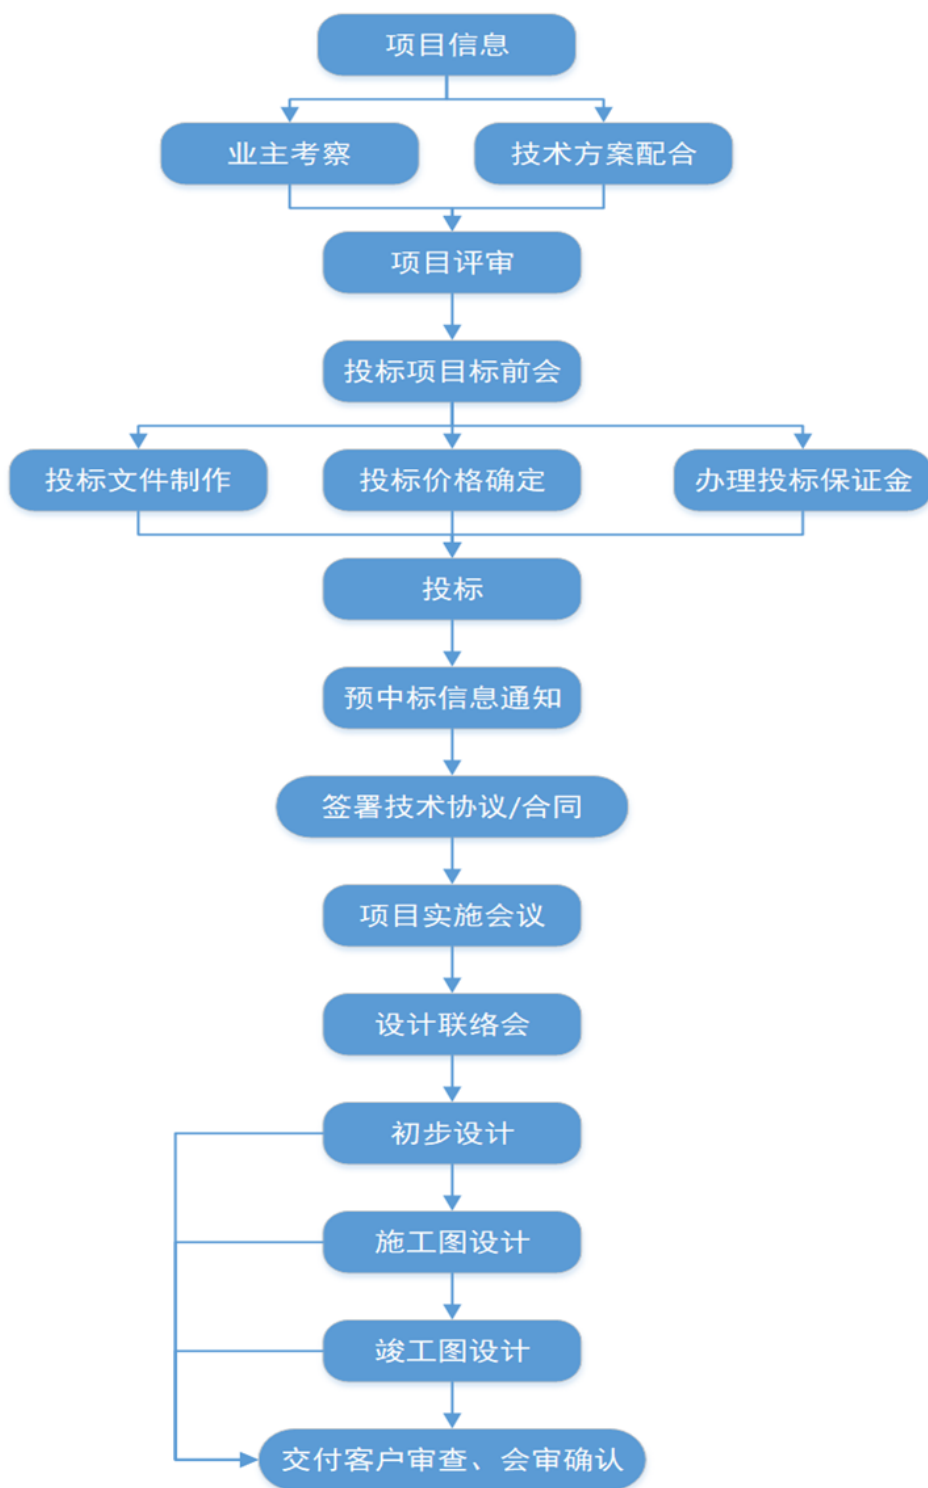 项目信息
业主考察
技术方案配合
项目评审
投标项目标前会
投标文件制作
投标价格确定
办理投标保证金
投标
预中标信息通知
签署技术协议/合同
项目实施会议
设计联络会
初步设计
施工图设计
竣工图设计
交付客户审查、会审确认